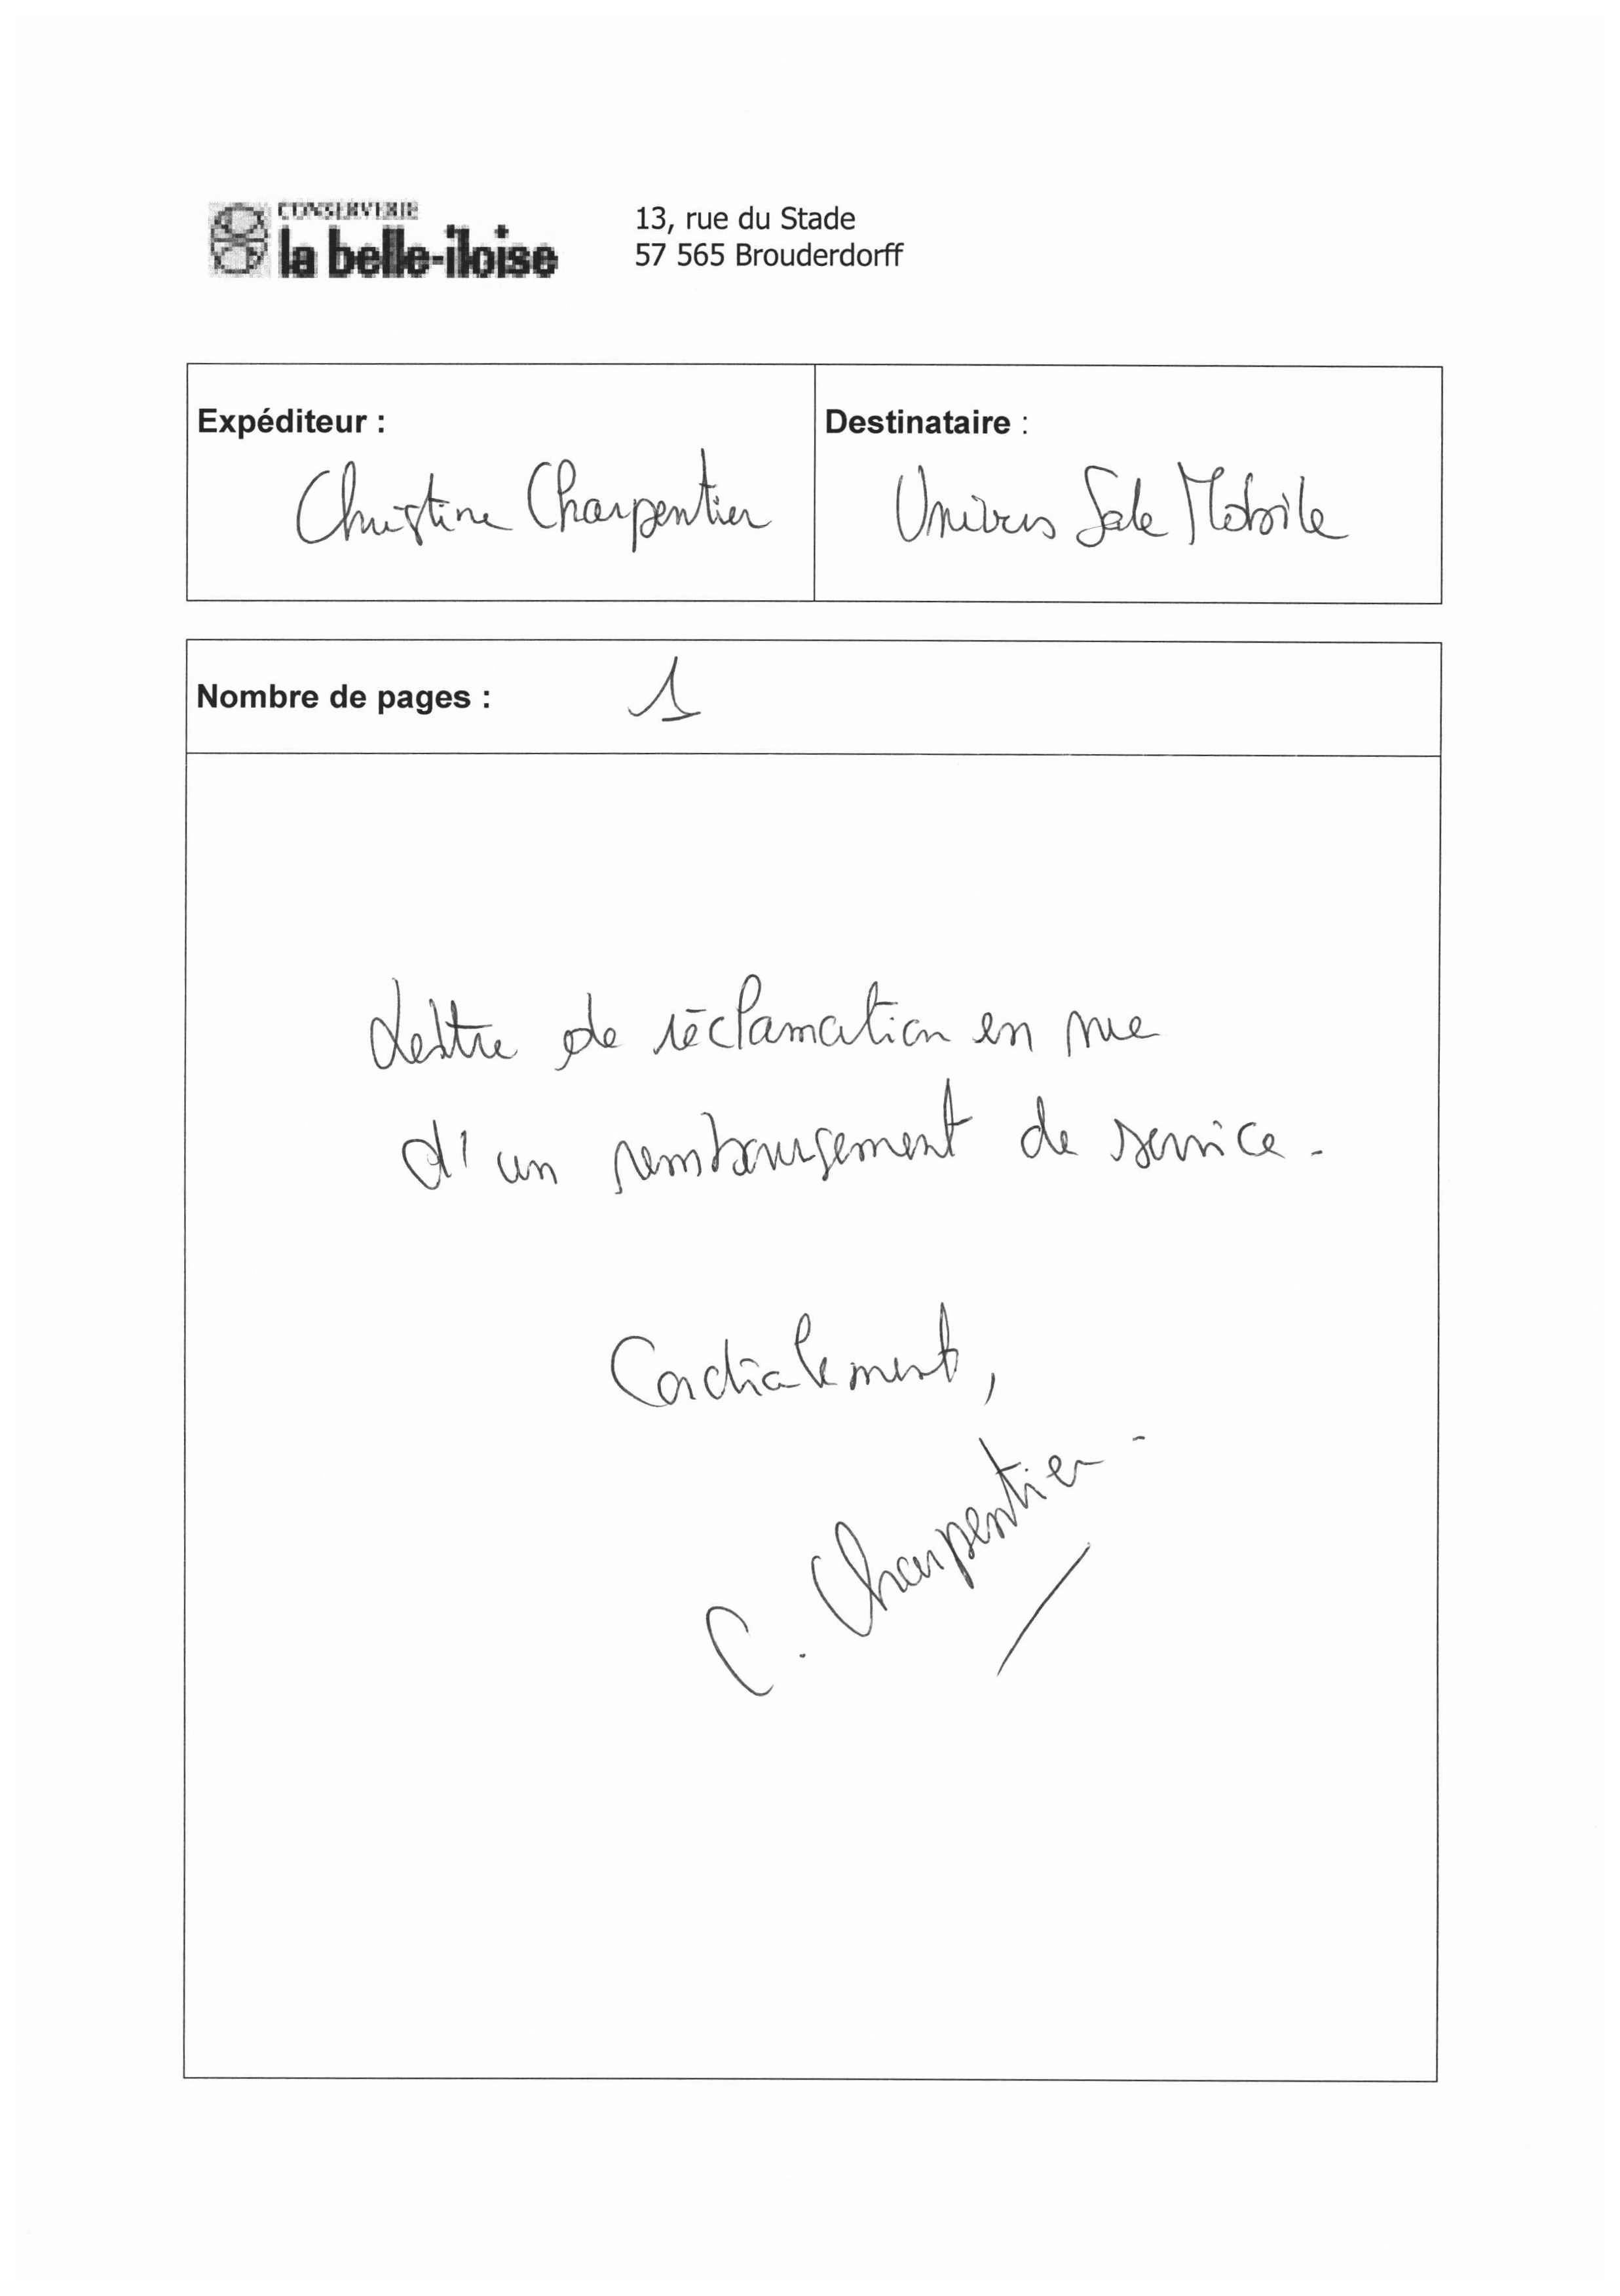 CONSERVERIE
la belle-iloise
13, rue du Stade
57 565 Brouderdorff
Expéditeur :
Christine Charpentier
Destinataire :
Univers Sale Mobile
Nombre de pages : 1
Lettre de réclamation en vue
d'un remboursement de service.
Cordialement,
C. Charpentier